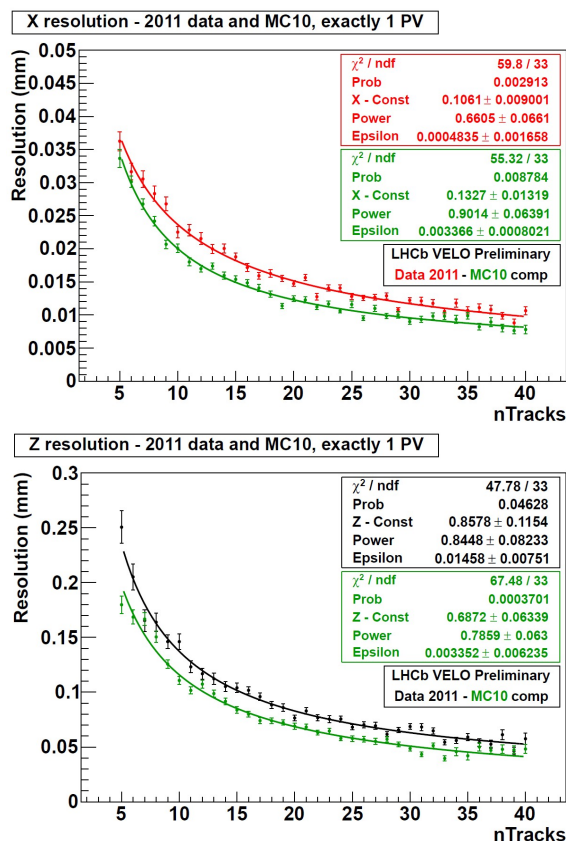 X resolution - 2011 data and MC10, exactly 1 PV
Resolution (mm)
0.05
0.045
0.04
0.035
0.03
0.025
0.02
0.015
0.01
0.005
0
χ² / ndf 59.8 / 33
Prob 0.002913
X - Const 0.1061 ± 0.009001
Power 0.6605 ± 0.0661
Epsilon 0.0004835 ± 0.001658
χ² / ndf 55.32 / 33
Prob 0.008784
X - Const 0.1327 ± 0.01319
Power 0.9014 ± 0.06391
Epsilon 0.003366 ± 0.0008021
LHCb VELO Preliminary
Data 2011 - MC10 comp
5 10 15 20 25 30 35 40
nTracks
Z resolution - 2011 data and MC10, exactly 1 PV
Resolution (mm)
0.3
0.25
0.2
0.15
0.1
0.05
0
χ² / ndf 47.78 / 33
Prob 0.04628
Z - Const 0.8578 ± 0.1154
Power 0.8448 ± 0.08233
Epsilon 0.01458 ± 0.00751
χ² / ndf 67.48 / 33
Prob 0.0003701
Z - Const 0.6872 ± 0.06339
Power 0.7859 ± 0.063
Epsilon 0.003352 ± 0.006235
LHCb VELO Preliminary
Data 2011 - MC10 comp
5 10 15 20 25 30 35 40
nTracks